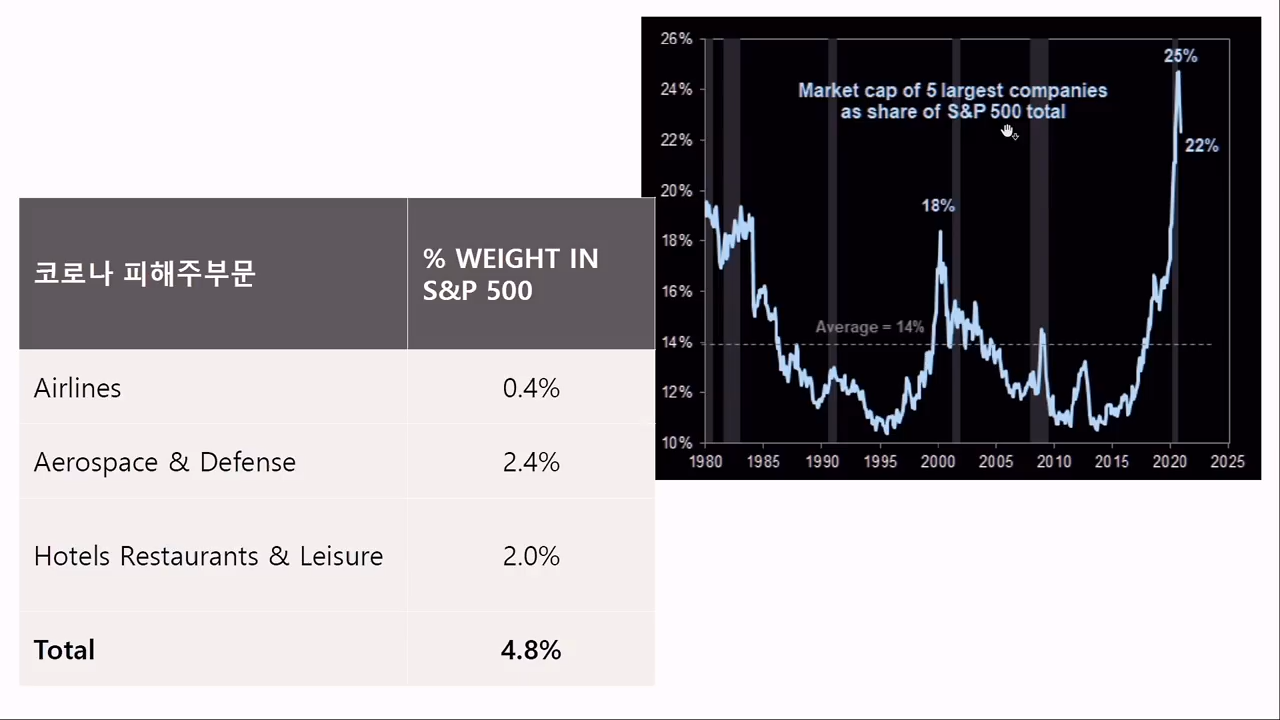 코로나 피해주부문
% WEIGHT IN
S&P 500
Airlines
0.4%
Aerospace & Defense
2.4%
Hotels Restaurants & Leisure
2.0%
Total
4.8%
Market cap of 5 largest companies
as share of S&P 500 total
26%
24%
22%
20%
18%
16%
14%
12%
10%
25%
22%
18%
Average = 14%
1980 1985 1990 1995 2000 2005 2010 2015 2020 2025